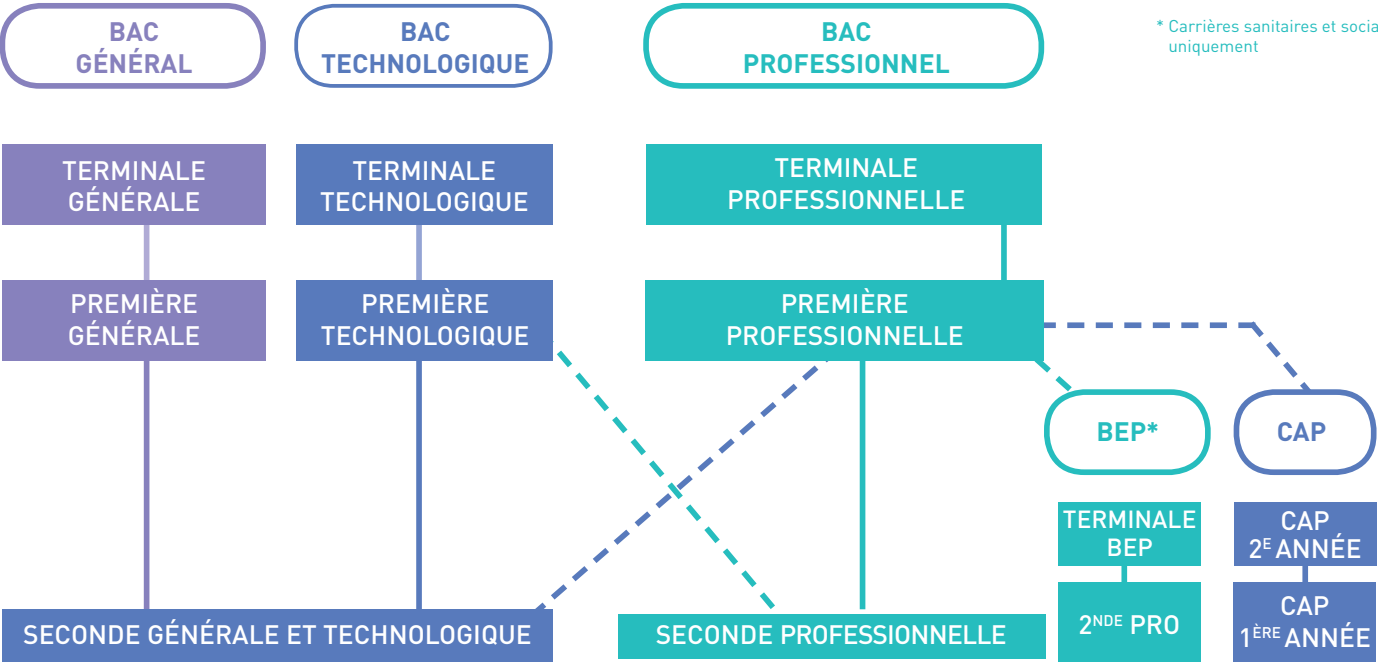 BAC
GÉNÉRAL
BAC
TECHNOLOGIQUE
BAC
PROFESSIONNEL
* Carrières sanitaires et socia
uniquement
TERMINALE
GÉNÉRALE
TERMINALE
TECHNOLOGIQUE
TERMINALE
PROFESSIONNELLE
PREMIÈRE
GÉNÉRALE
PREMIÈRE
TECHNOLOGIQUE
PREMIÈRE
PROFESSIONNELLE
BEP*
CAP
TERMINALE
BEP
CAP
2E ANNÉE
SECONDE GÉNÉRALE ET TECHNOLOGIQUE
SECONDE PROFESSIONNELLE
2NDE PRO
CAP
1ÈRE ANNÉE